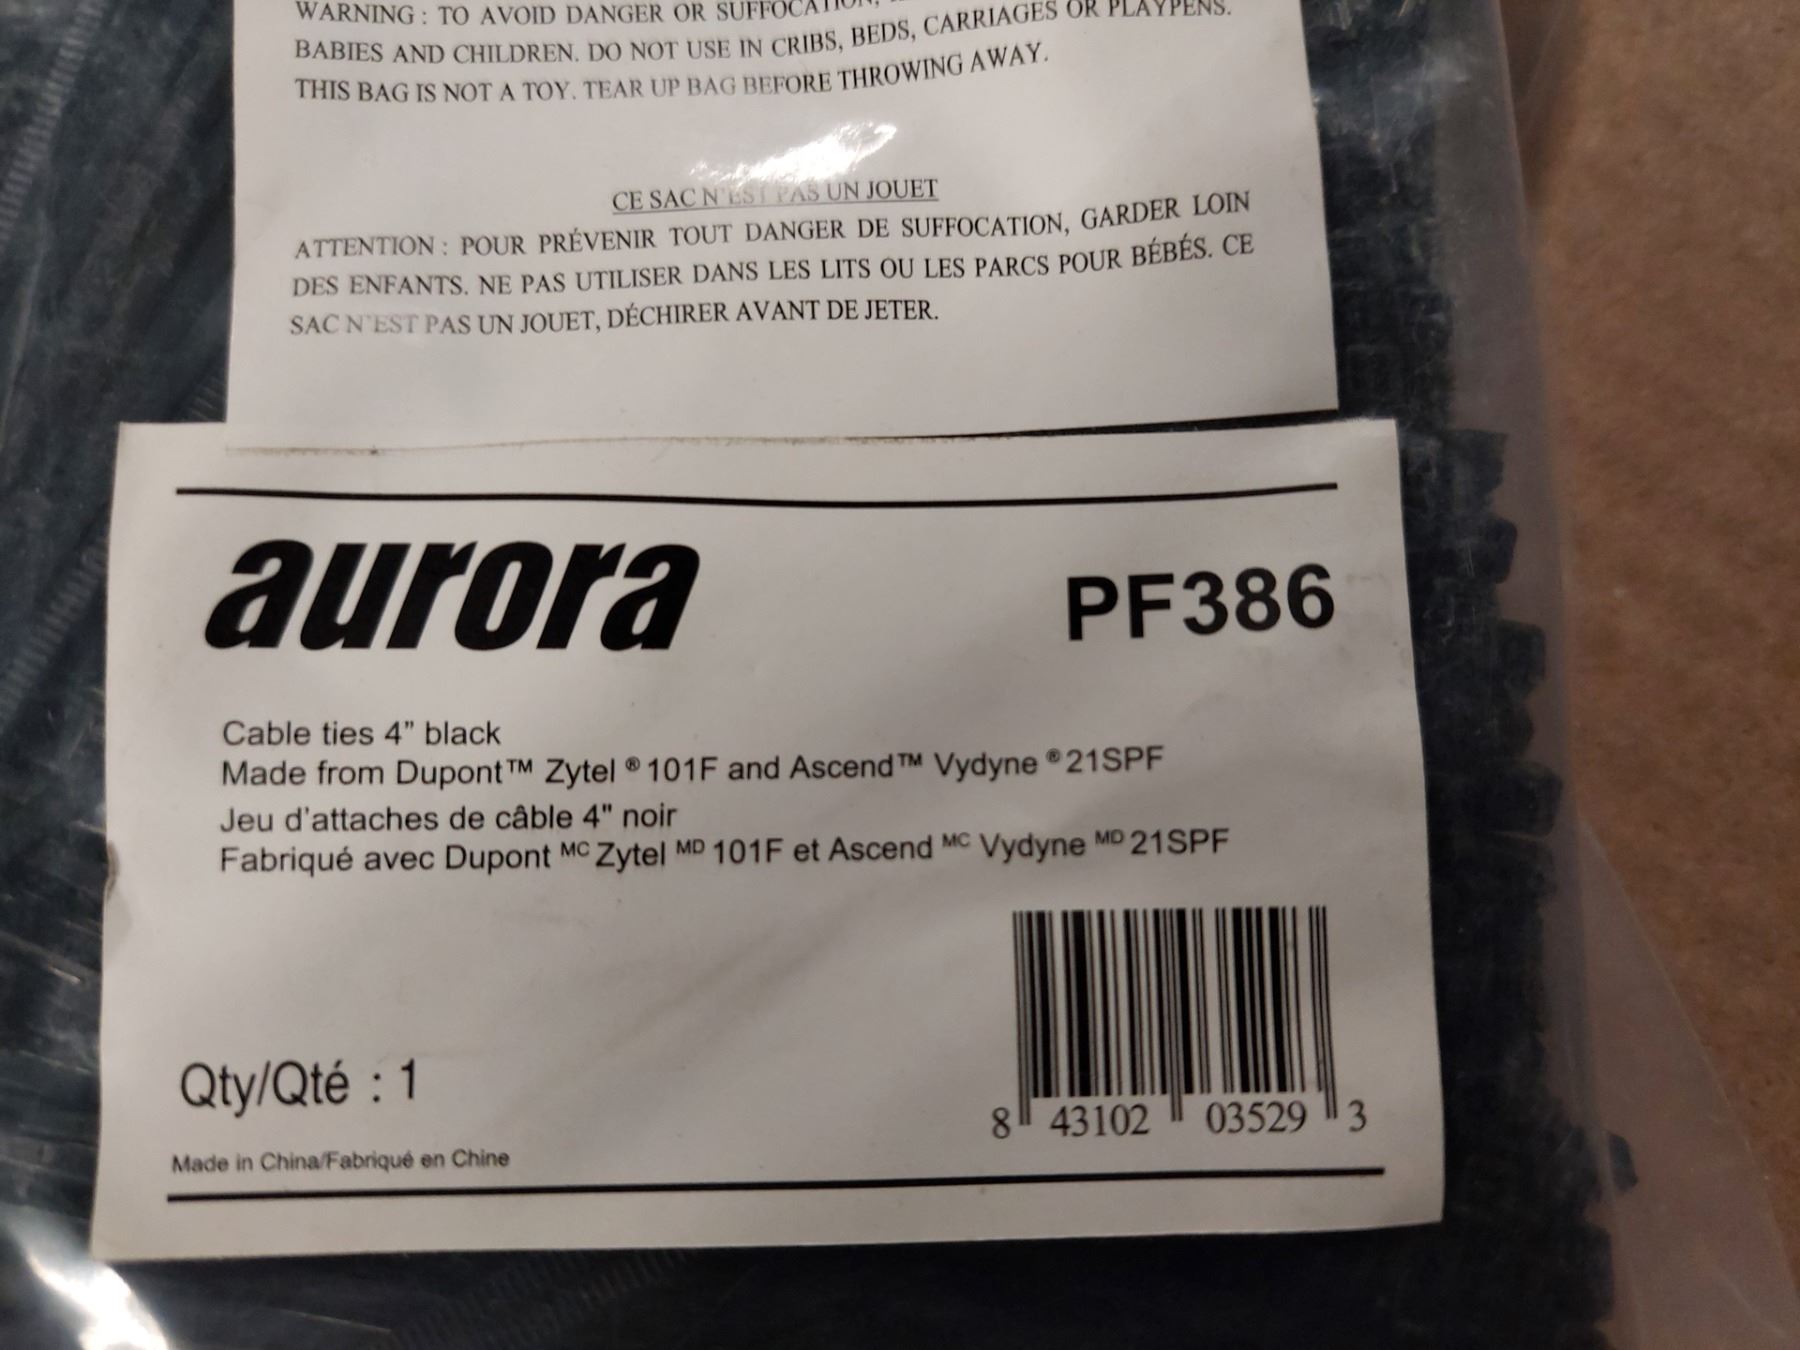 WARNING : TO AVOID DANGER OR SUFFOCATION,
BABIES AND CHILDREN. DO NOT USE IN CRIBS, BEDS, CARRIAGES OR PLAYPENS.
THIS BAG IS NOT A TOY. TEAR UP BAG BEFORE THROWING AWAY.
CE SAC N'EST PAS UN JOUET
ATTENTION : POUR PRÉVENIR TOUT DANGER DE SUFFOCATION, GARDER LOIN
DES ENFANTS. NE PAS UTILISER DANS LES LITS OU LES PARCS POUR BÉBÉS. CE
SAC N'EST PAS UN JOUET, DÉCHIRER AVANT DE JETER.
aurora PF386
Cable ties 4” black
Made from Dupont™ Zytel ® 101F and Ascend™ Vydyne ® 21SPF
Jeu d'attaches de câble 4" noir
Fabriqué avec Dupont MC Zytel MD 101F et Ascend MC Vydyne MD 21SPF
Qty/Qté : 1
8 43102 03529 3
Made in China/Fabriqué en Chine